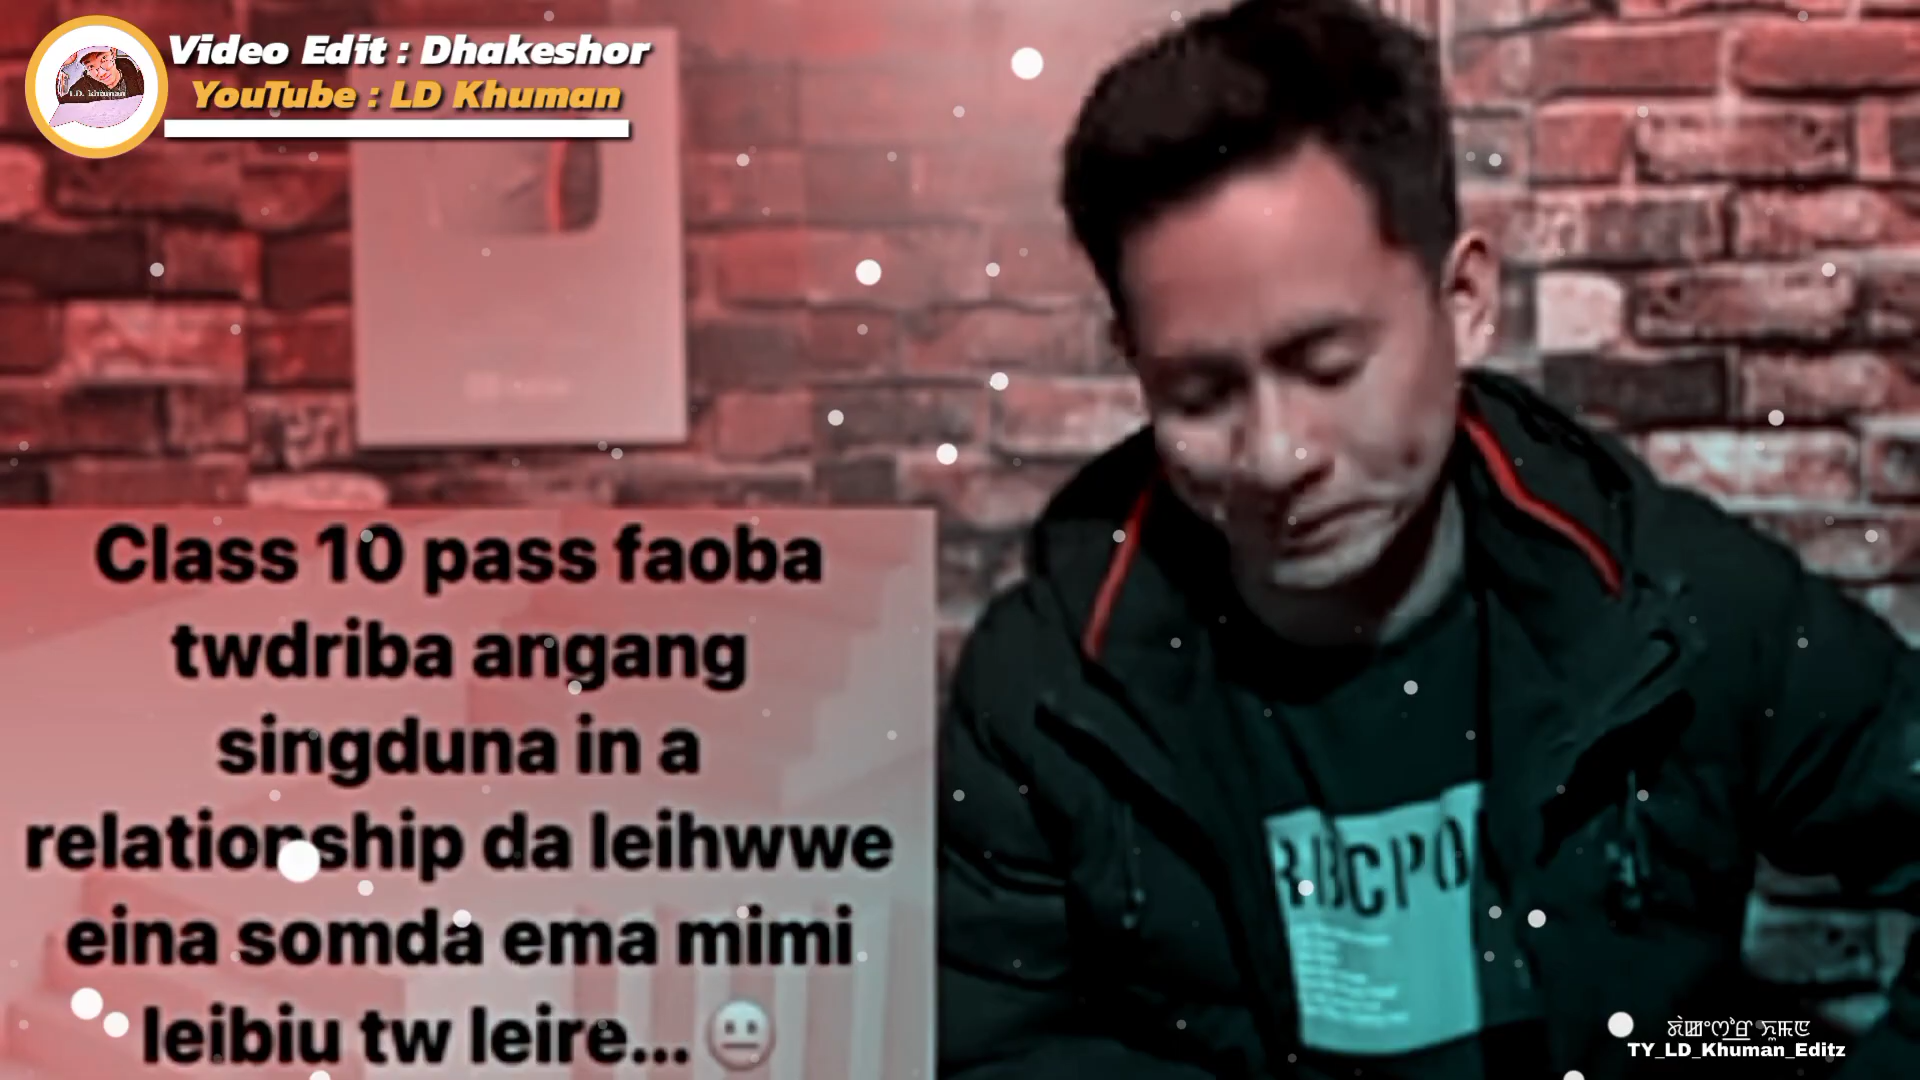 Video Edit : Dhakeshor
YouTube : LD Khuman
L.D. khuman
Class 10 pass faoba
twdriba angang
singduna in a
relationship da leihwwe
eina somda ema mimi
leibiu tw leire... 😐
RBCPO
TY_LD_Khuman_Editz